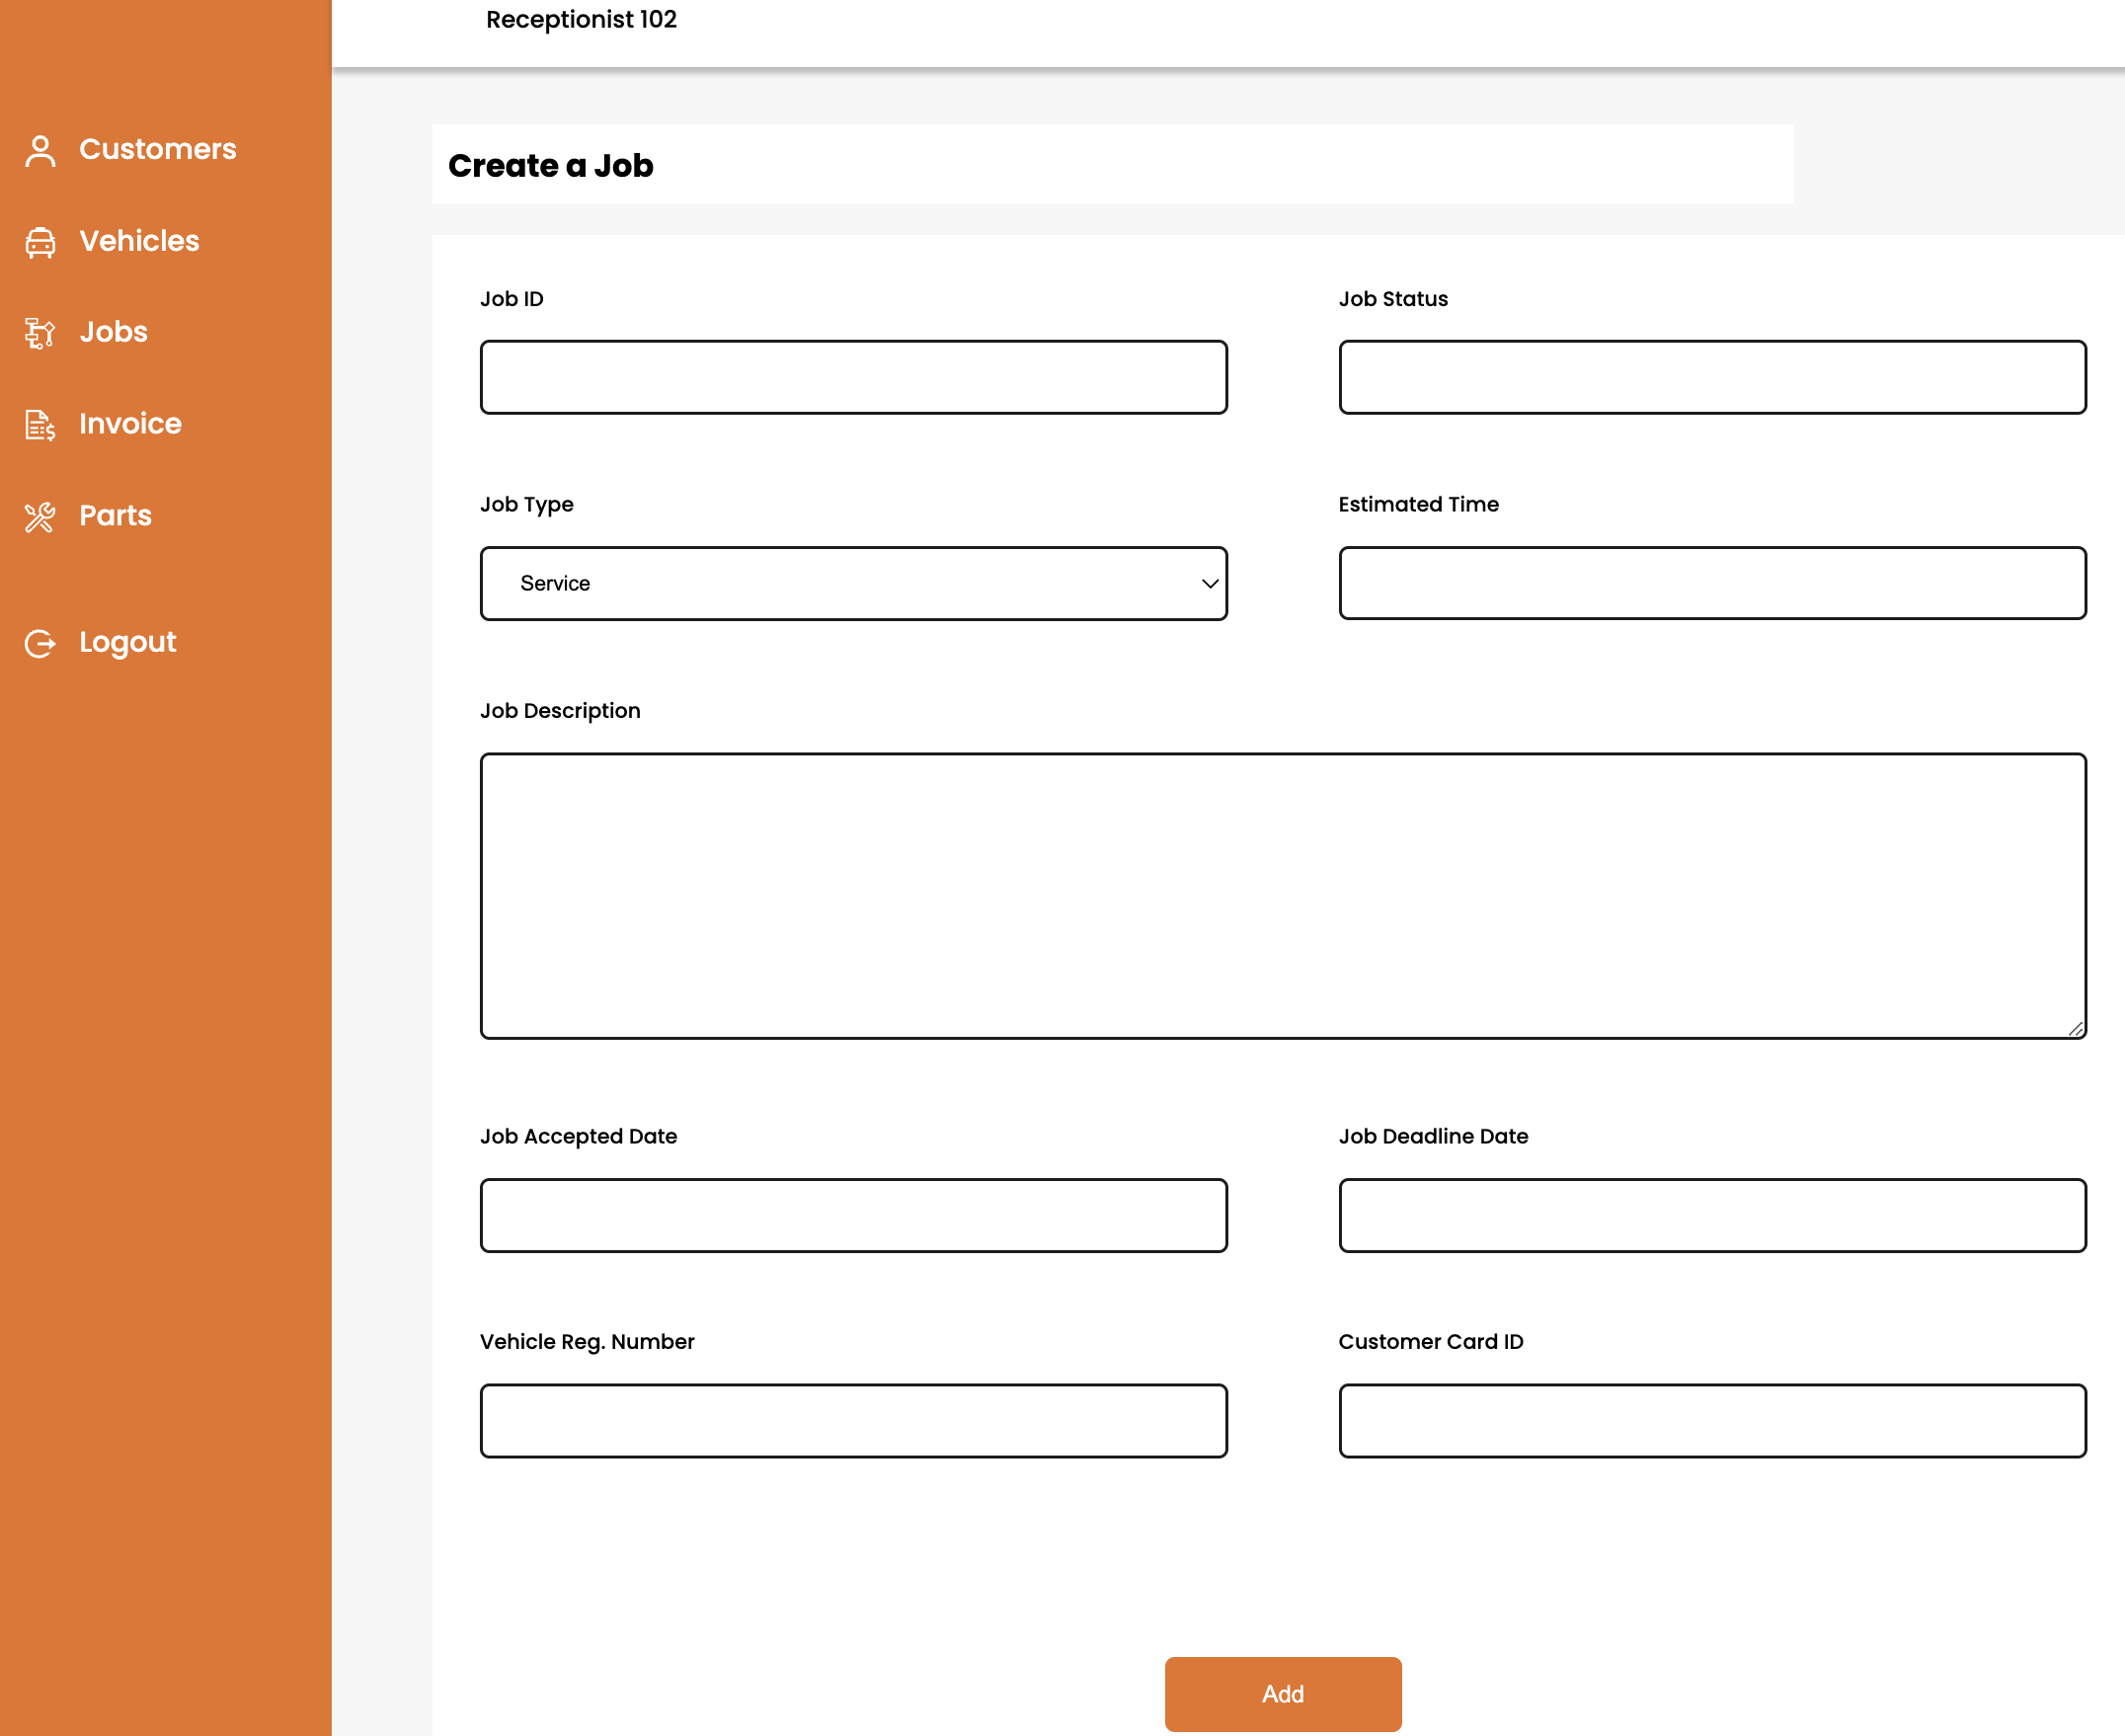 Receptionist 102
Customers
Vehicles
Jobs
Invoice
Parts
Logout
Create a Job
Job ID
Job Status
Job Type
Estimated Time
Service
Job Description
Job Accepted Date
Job Deadline Date
Vehicle Reg. Number
Customer Card ID
Add